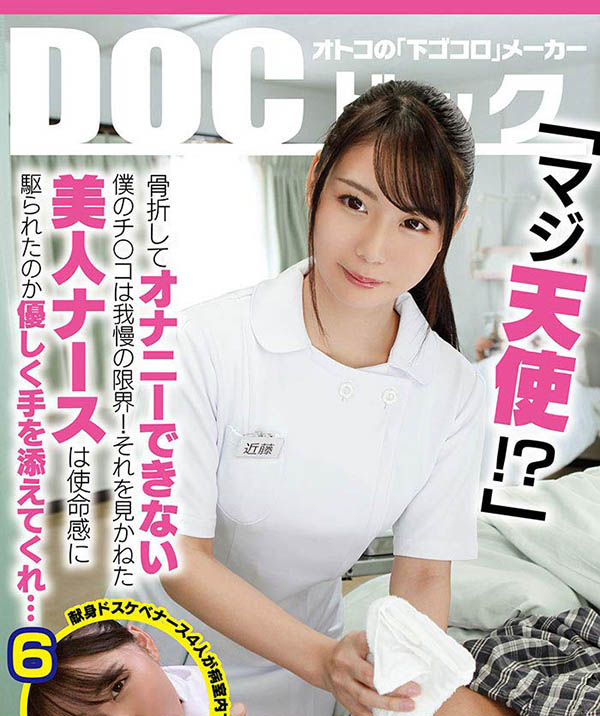 DOC
オトコの「下ゴコロ」メーカー
ドック
「マジ天使!?」
骨折してオナニーできない
僕のチ〇コは我慢の限界!それを見かねた
美人ナースは使命感に
駆られたのか優しく手を添えてくれ…
6
近藤
献身ドスケベナース4人が病室内